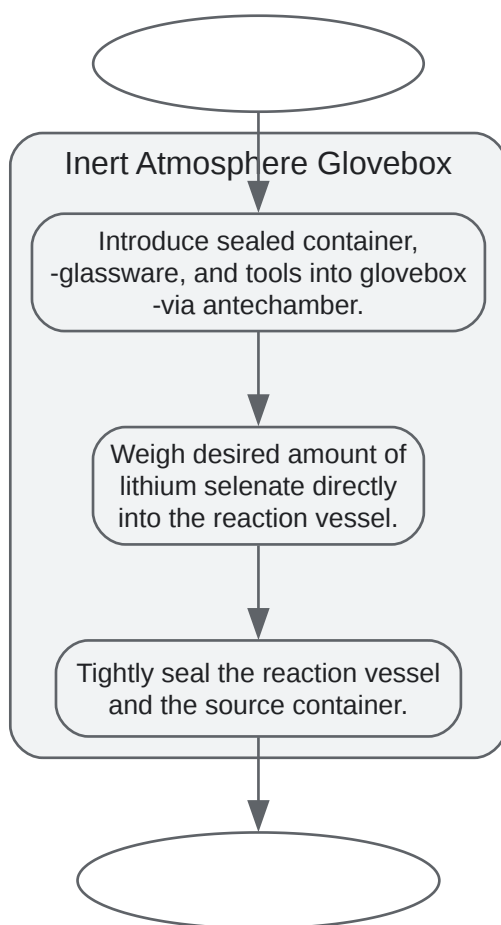 Inert Atmosphere Glovebox
Introduce sealed container,
-glassware, and tools into glovebox
-via antechamber.
Weigh desired amount of
lithium selenate directly
into the reaction vessel.
Tightly seal the reaction vessel
and the source container.